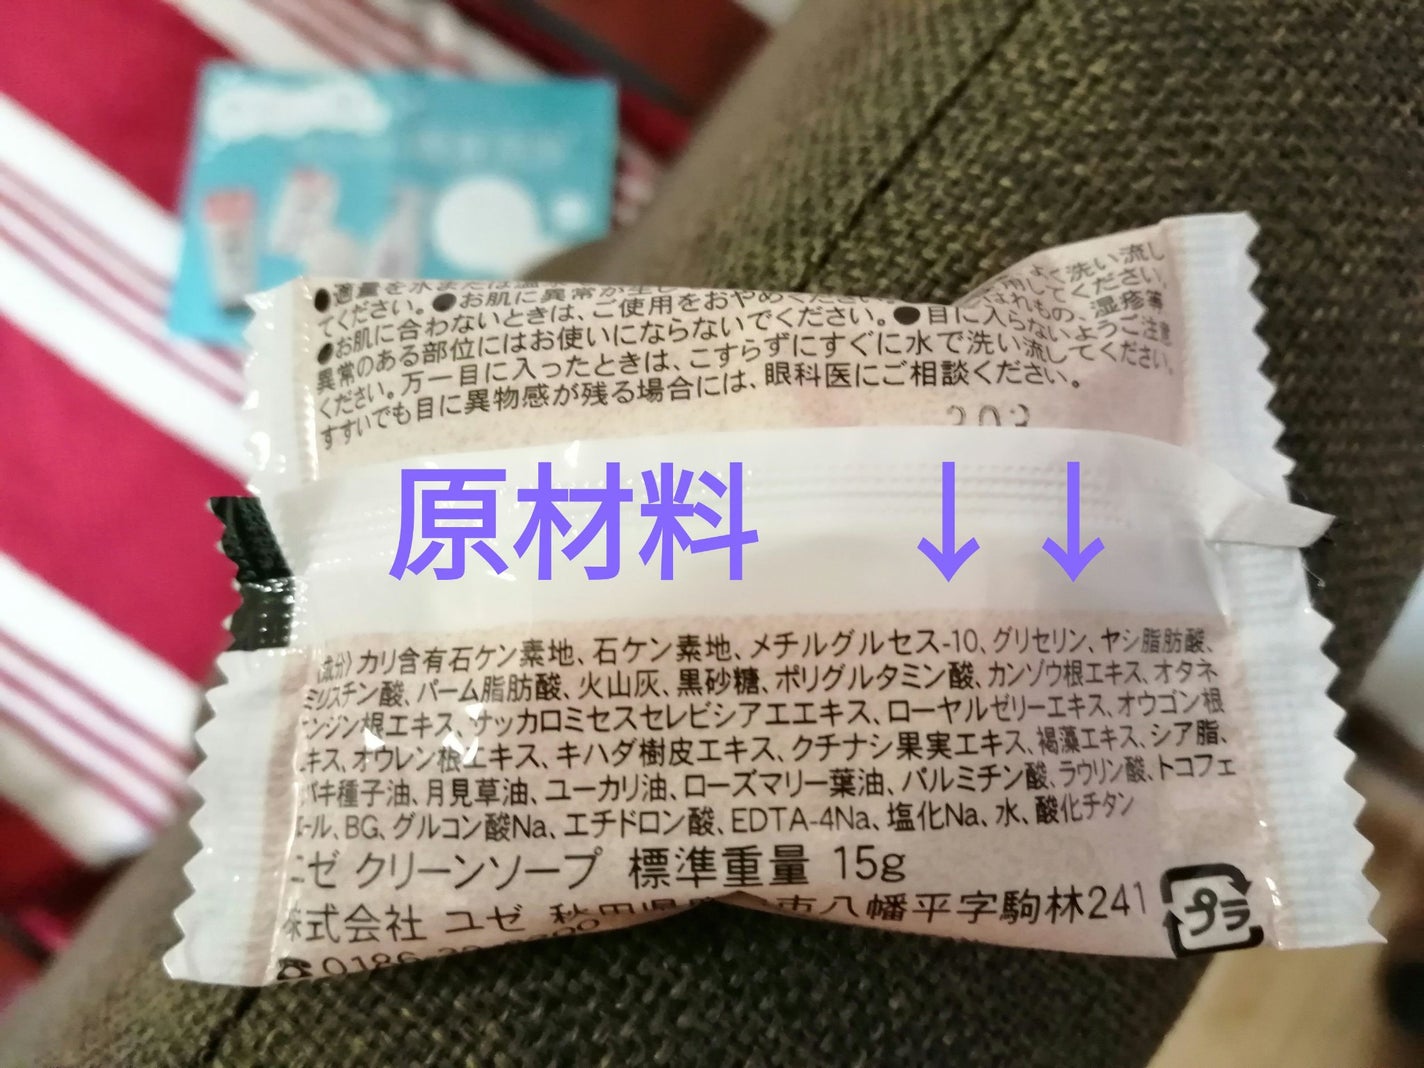 てください。●お肌に異常が生じ
●お肌に合わないときは、ご使用をおやめください。
はれもの、湿疹等
異常のある部位にはお使いにならないでください。●目に入らないようご注意
ください。万一目に入ったときは、こすらずにすぐに水で洗い流してください。
すすいでも目に異物感が残る場合には、眼科医にご相談ください。
原材料 ↓↓
(成分)カリ含有石ケン素地、石ケン素地、メチルグルセス-10、グリセリン、ヤシ脂肪酸、
ミリスチン酸、パーム脂肪酸、火山灰、黒砂糖、ポリグルタミン酸、カンゾウ根エキス、オタネ
ニンジン根エキス、サッカロミセスセレビシアエエキス、ローヤルゼリーエキス、オウゴン根
エキス、オウレン根エキス、キハダ樹皮エキス、クチナシ果実エキス、褐藻エキス、シア脂、
ツバキ種子油、月見草油、ユーカリ油、ローズマリー葉油、パルミチン酸、ラウリン酸、トコフェ
ロール、BG、グルコン酸Na、エチドロン酸、EDTA-4Na、塩化Na、水、酸化チタン
ユゼ クリーンソープ 標準重量 15g
株式会社 ユゼ 秋田県 市八幡平字駒林241
プラ